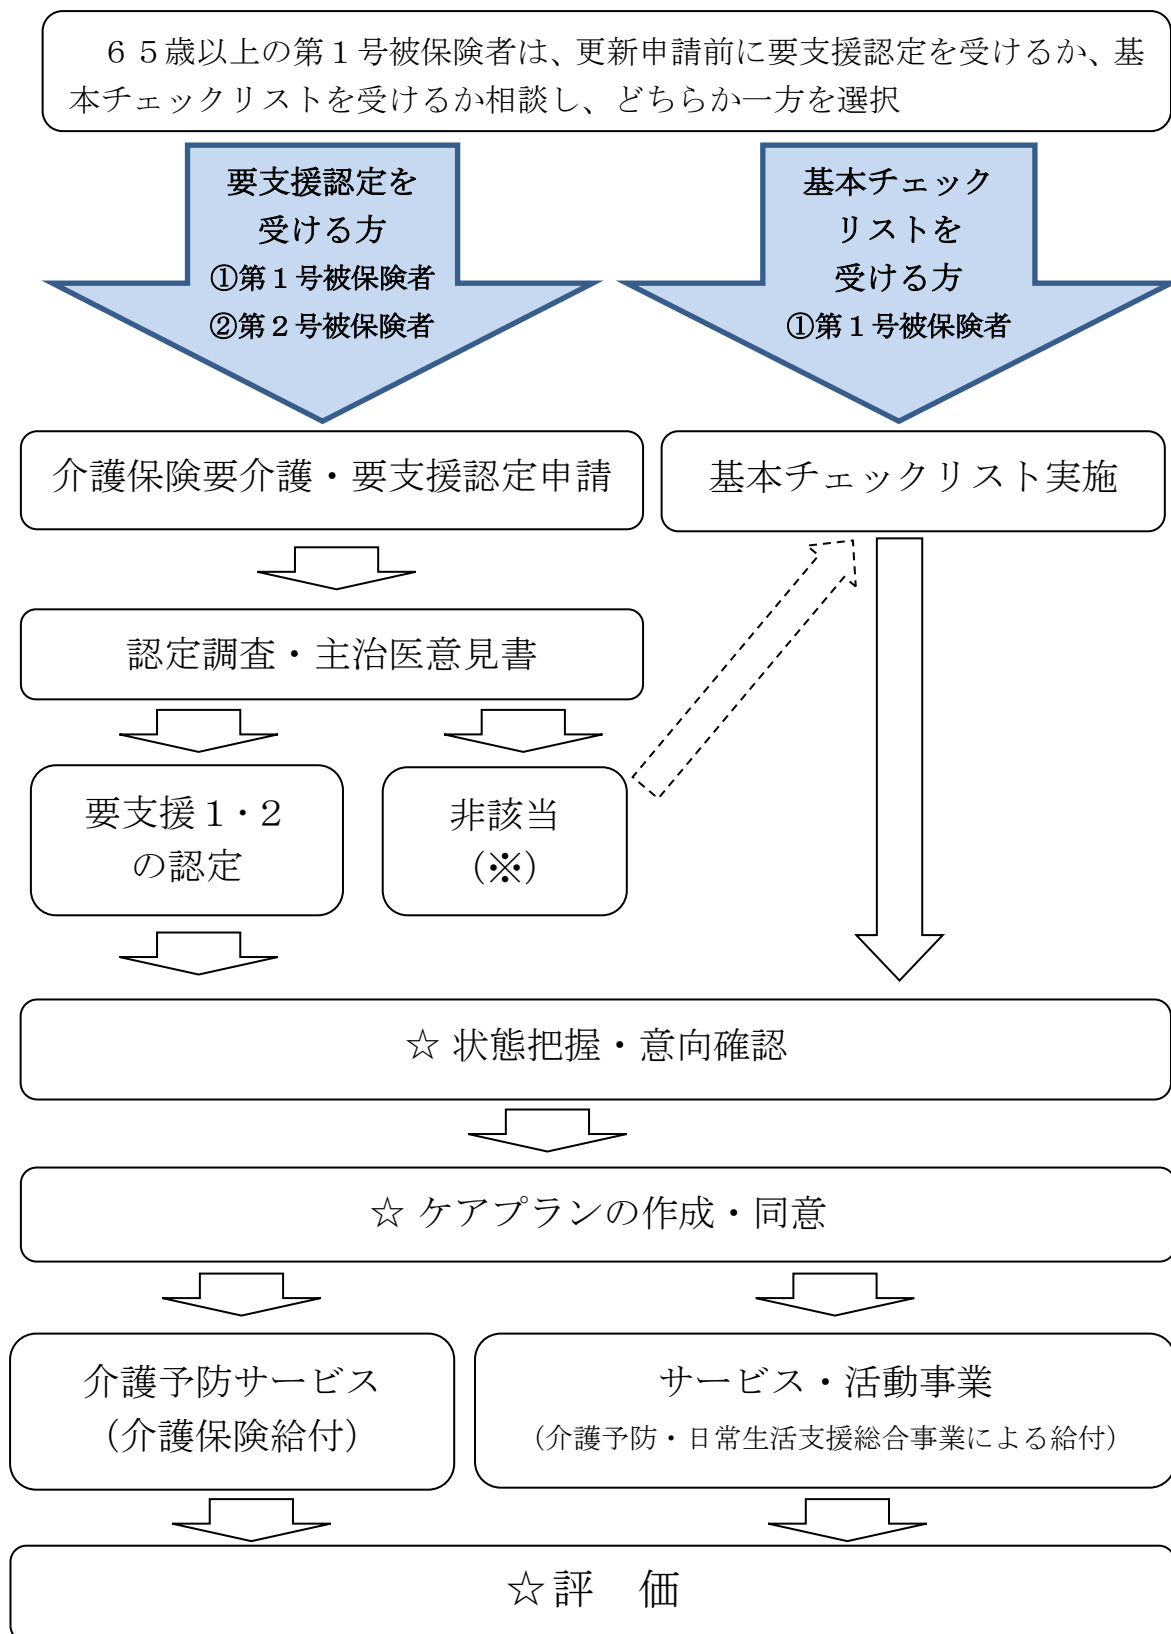 ６５歳以上の第１号被保険者は、更新申請前に要支援認定を受けるか、基
本チェックリストを受けるか相談し、どちらか一方を選択
要支援認定を
受ける方
①第１号被保険者
②第２号被保険者
基本チェック
リストを
受ける方
①第１号被保険者
介護保険要介護・要支援認定申請
基本チェックリスト実施
認定調査・主治医意見書
要支援１・２
の認定
非該当
（※）
☆ 状態把握・意向確認
☆ ケアプランの作成・同意
介護予防サービス
（介護保険給付）
サービス・活動事業
（介護予防・日常生活支援総合事業による給付）
☆評　価